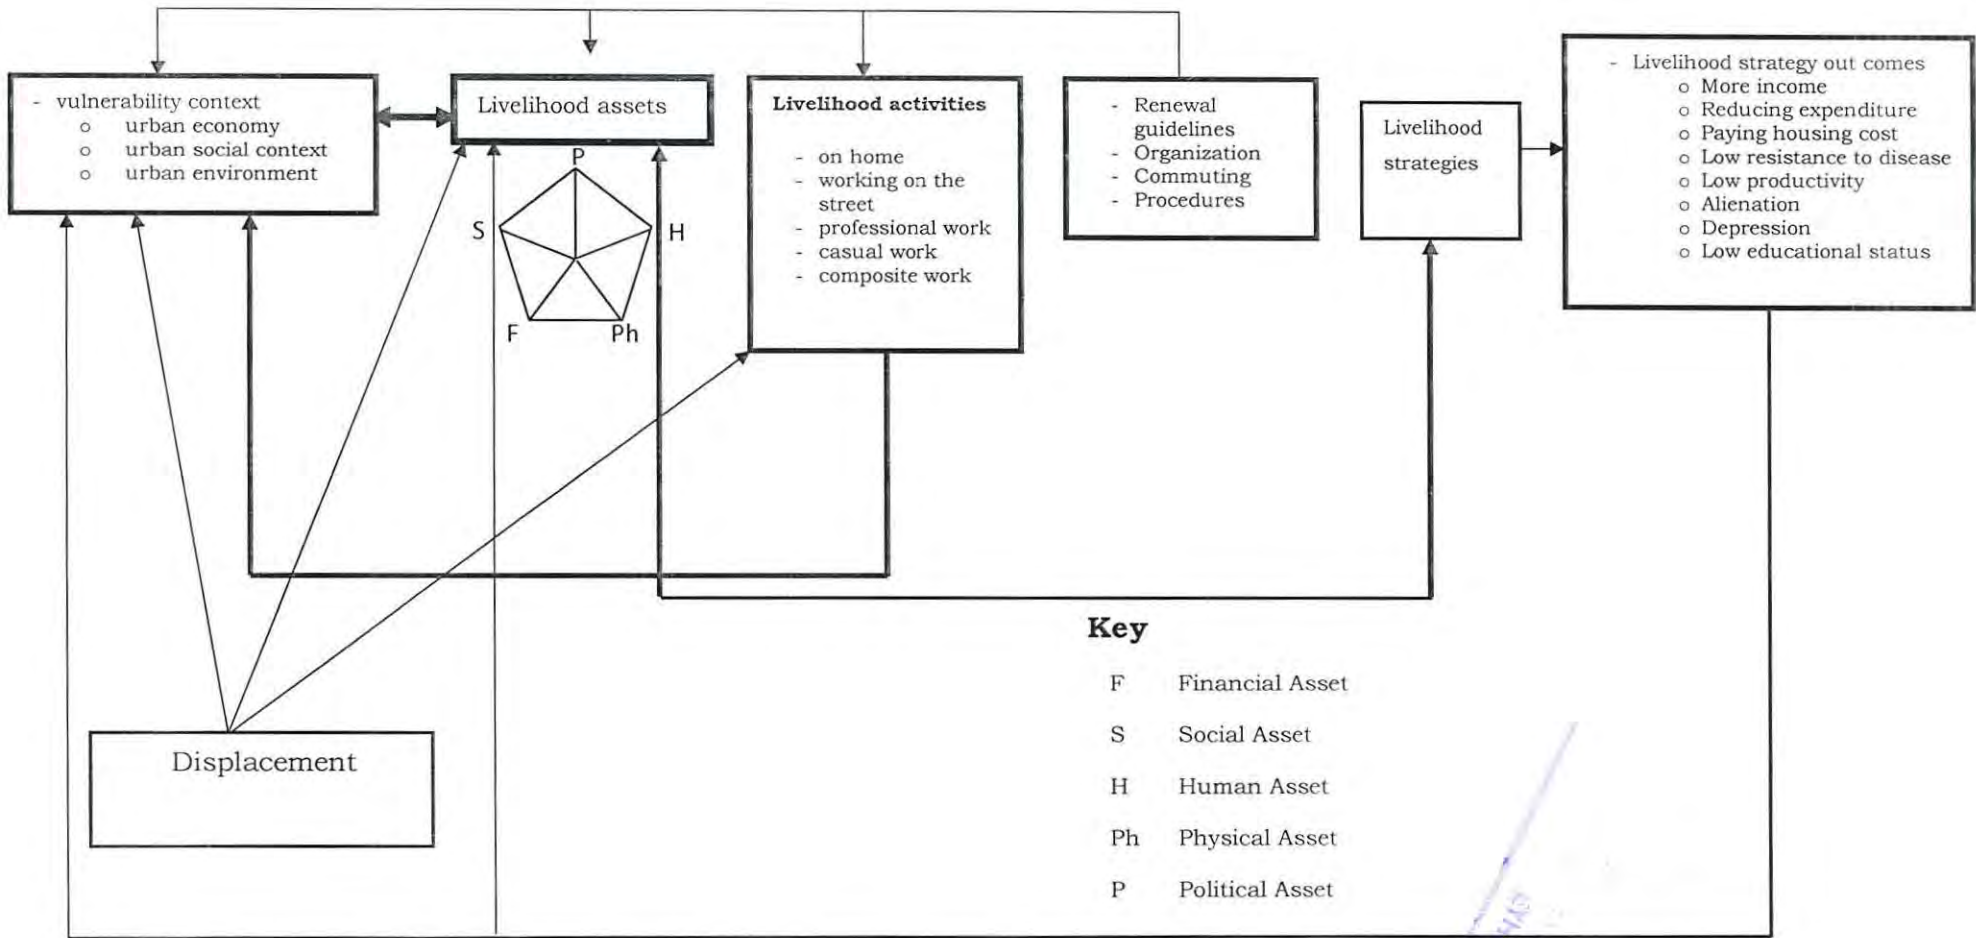 - vulnerability context
o urban economy
o urban social context
o urban environment
Livelihood assets
P
S
H
F
Ph
Livelihood activities
- on home
- working on the
street
- professional work
- casual work
- composite work
- Renewal
guidelines
- Organization
- Commuting
- Procedures
Livelihood
strategies
- Livelihood strategy out comes
o More income
o Reducing expenditure
o Paying housing cost
o Low resistance to disease
o Low productivity
o Alienation
o Depression
o Low educational status
Displacement
Key
F Financial Asset
S Social Asset
H Human Asset
Ph Physical Asset
P Political Asset